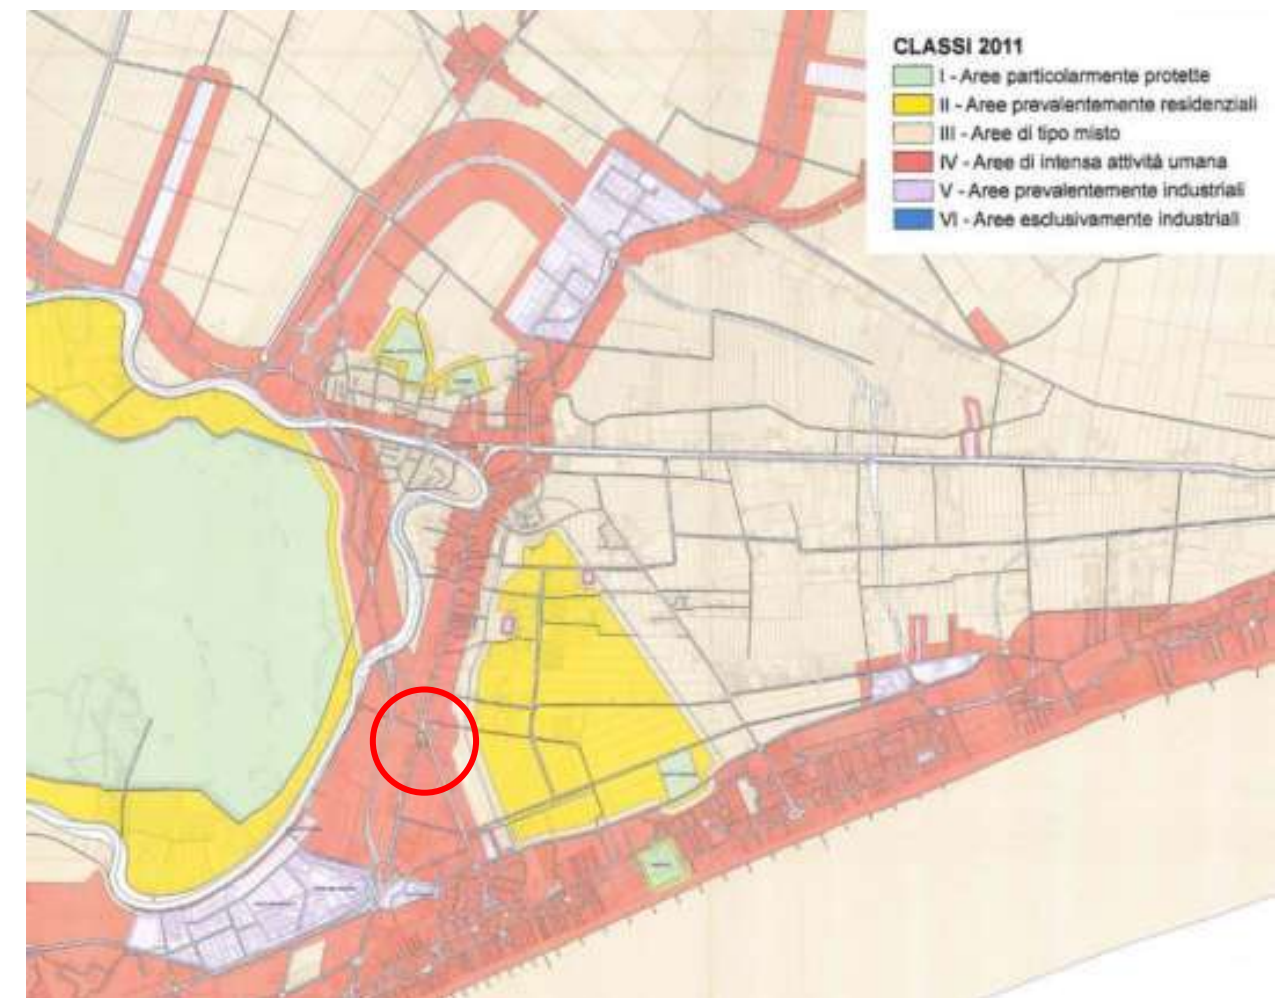 CLASSI 2011
I - Aree particolarmente protette
II - Aree prevalentemente residenziali
III - Aree di tipo misto
IV - Aree di intensa attività umana
V - Aree prevalentemente industriali
VI - Aree esclusivamente industriali